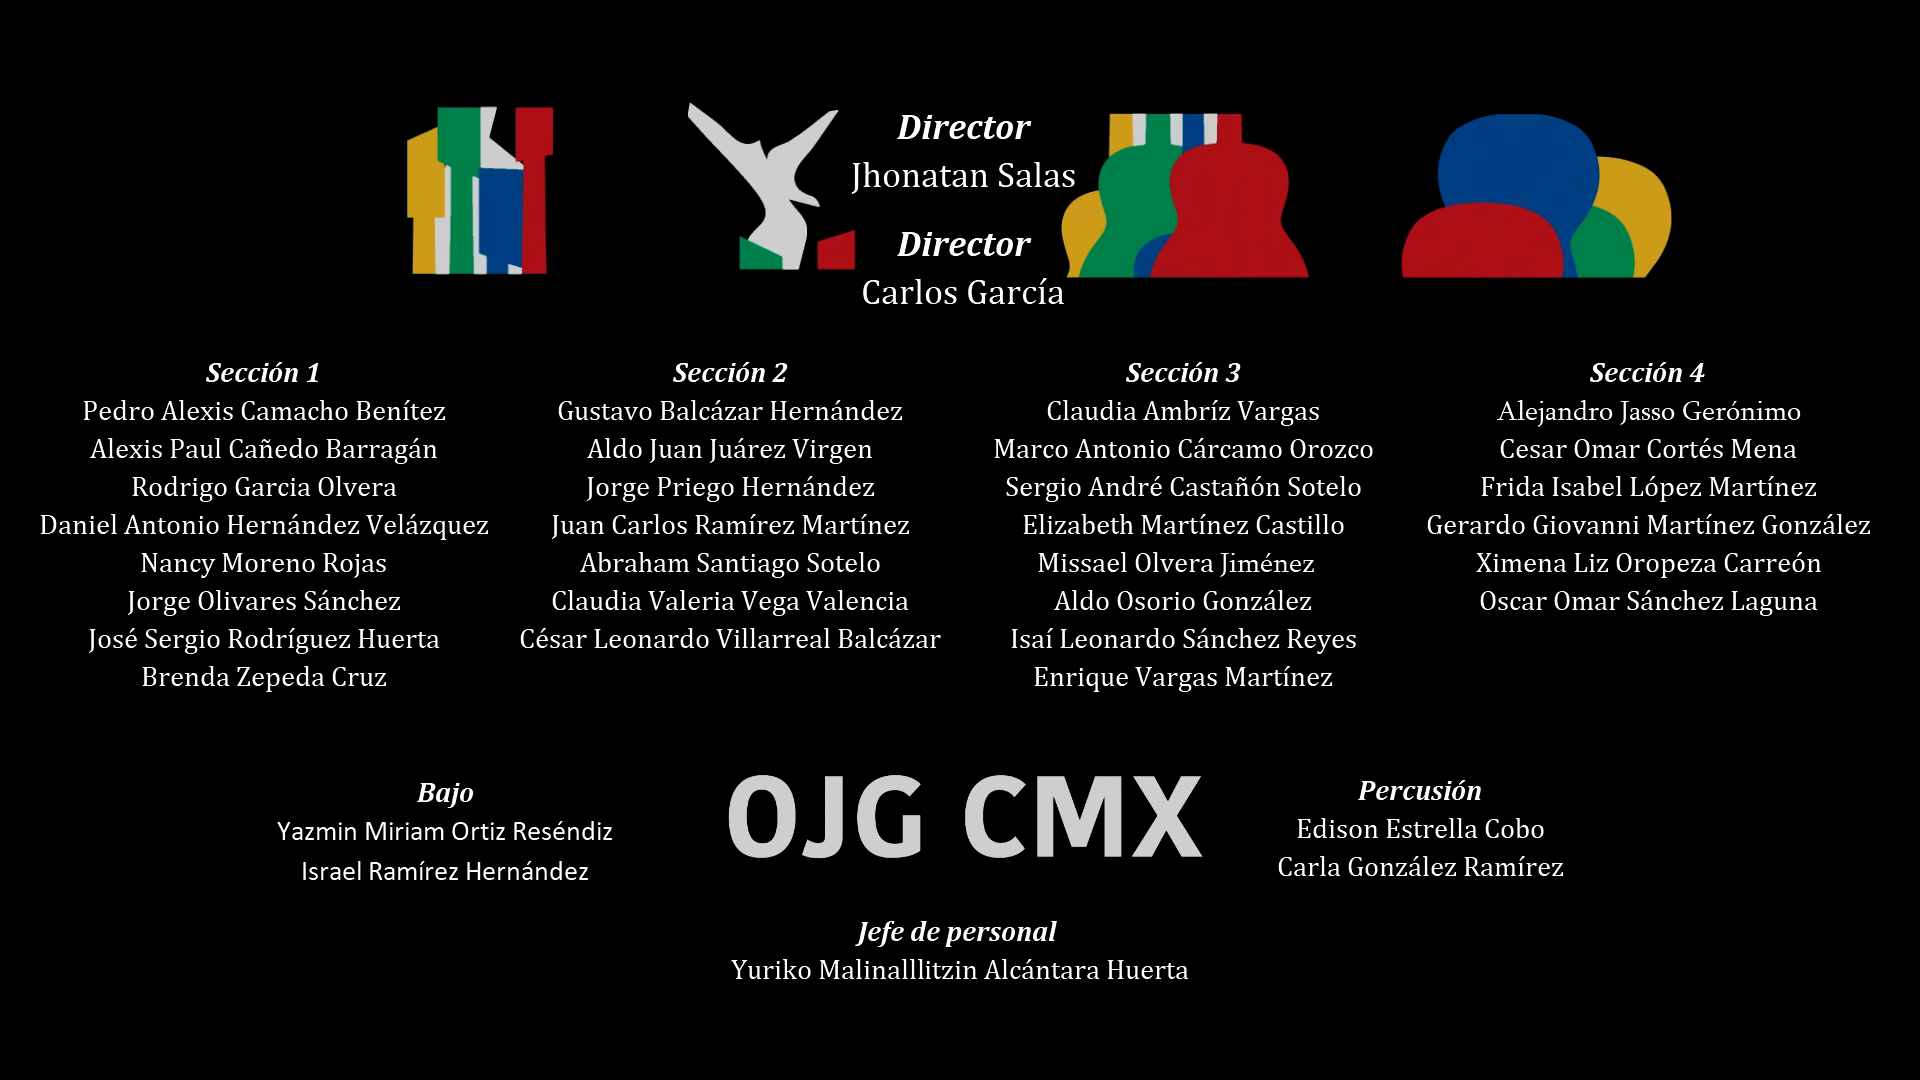 Director
Jhonatan Salas
Director
Carlos García
Sección 1
Pedro Alexis Camacho Benítez
Alexis Paul Cañedo Barragán
Rodrigo Garcia Olvera
Daniel Antonio Hernández Velázquez
Nancy Moreno Rojas
Jorge Olivares Sánchez
José Sergio Rodríguez Huerta
Brenda Zepeda Cruz
Sección 2
Gustavo Balcázar Hernández
Aldo Juan Juárez Virgen
Jorge Priego Hernández
Juan Carlos Ramírez Martínez
Abraham Santiago Sotelo
Claudia Valeria Vega Valencia
César Leonardo Villarreal Balcázar
Sección 3
Claudia Ambríz Vargas
Marco Antonio Cárcamo Orozco
Sergio André Castañón Sotelo
Elizabeth Martínez Castillo
Missael Olvera Jiménez
Aldo Osorio González
Isaí Leonardo Sánchez Reyes
Enrique Vargas Martínez
Sección 4
Alejandro Jasso Gerónimo
Cesar Omar Cortés Mena
Frida Isabel López Martínez
Gerardo Giovanni Martínez González
Ximena Liz Oropeza Carreón
Oscar Omar Sánchez Laguna
Bajo
Yazmin Miriam Ortiz Reséndiz
Israel Ramírez Hernández
OJG CMX
Percusión
Edison Estrella Cobo
Carla González Ramírez
Jefe de personal
Yuriko Malinalllitzin Alcántara Huerta